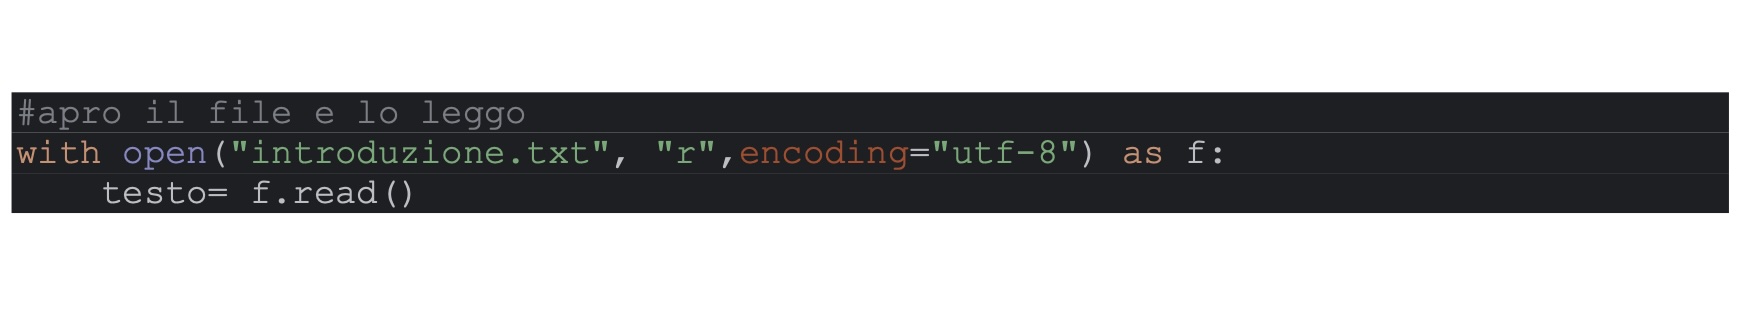 #apro il file e lo leggo
with open("introduzione.txt", "r",encoding="utf-8") as f:
    testo= f.read()